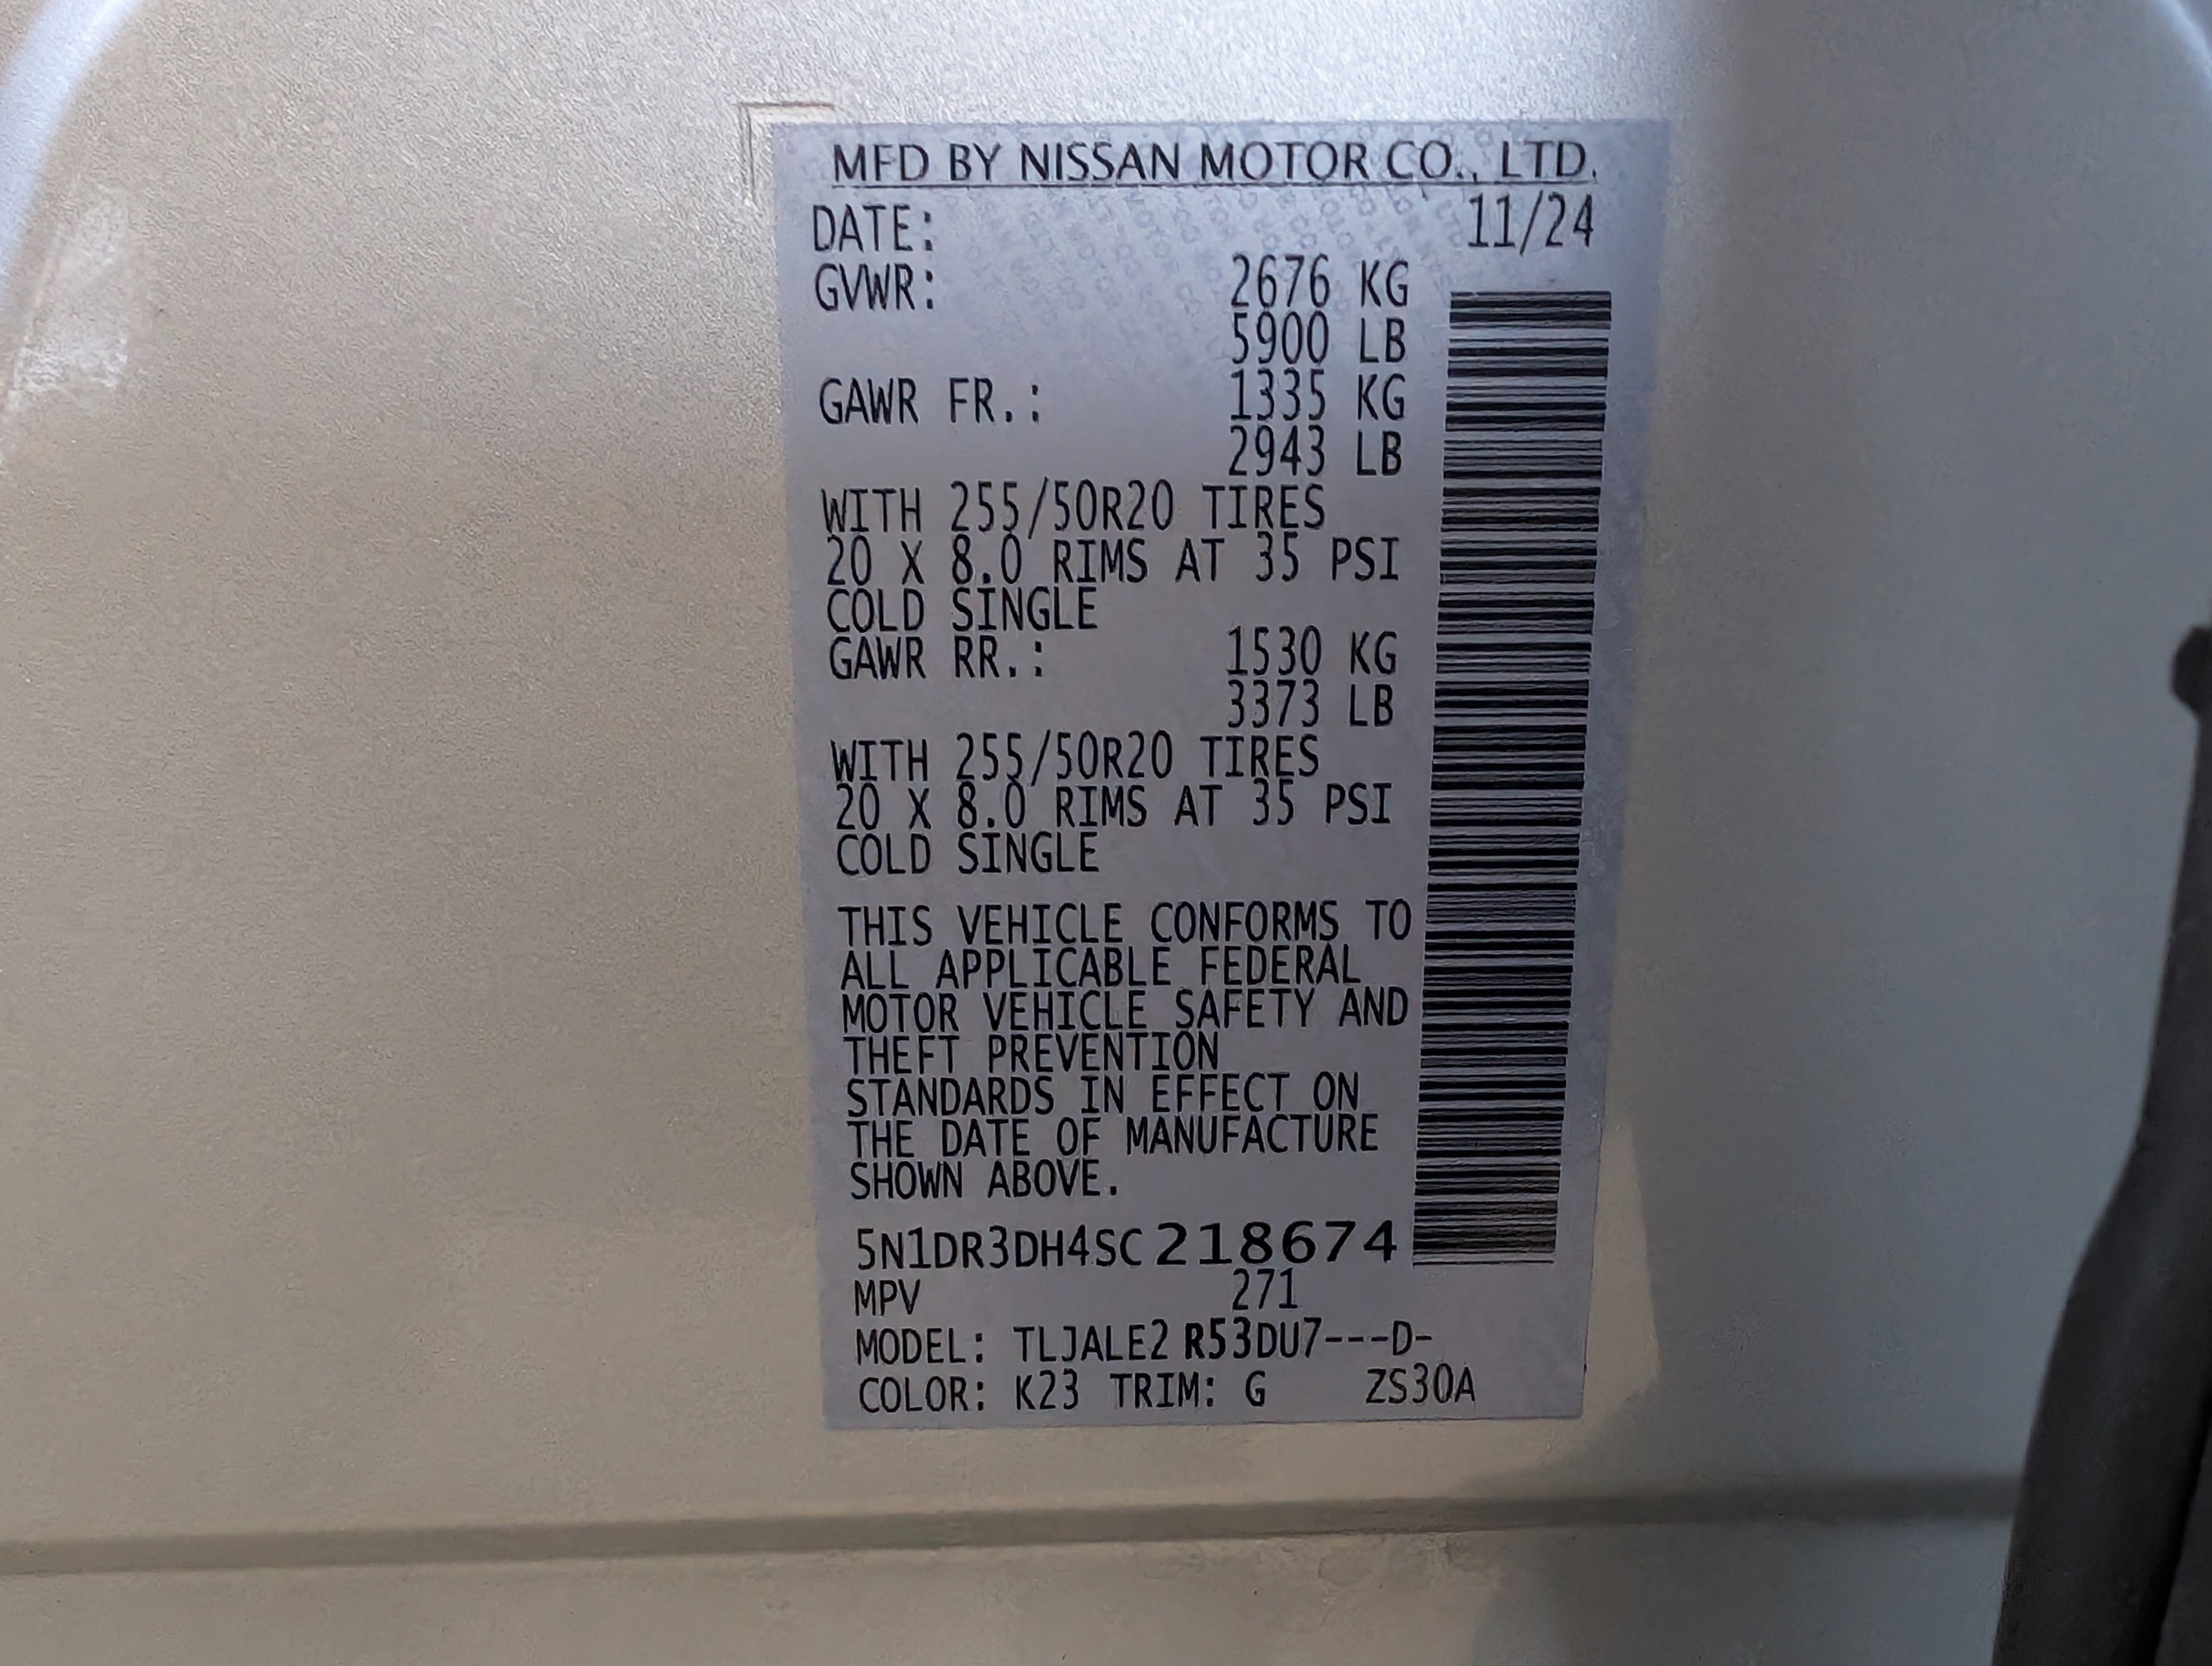 MFD BY NISSAN MOTOR CO., LTD.
DATE: 11/24
GVWR: 2676 KG
5900 LB
GAWR FR.: 1335 KG
2943 LB
WITH 255/50R20 TIRES
20 X 8.0 RIMS AT 35 PSI
COLD SINGLE
GAWR RR.: 1530 KG
3373 LB
WITH 255/50R20 TIRES
20 X 8.0 RIMS AT 35 PSI
COLD SINGLE
THIS VEHICLE CONFORMS TO
ALL APPLICABLE FEDERAL
MOTOR VEHICLE SAFETY AND
THEFT PREVENTION
STANDARDS IN EFFECT ON
THE DATE OF MANUFACTURE
SHOWN ABOVE.
5N1DR3DH4SC218674
MPV 271
MODEL: TLJALE2 R53DU7---D-
COLOR: K23 TRIM: G ZS30A